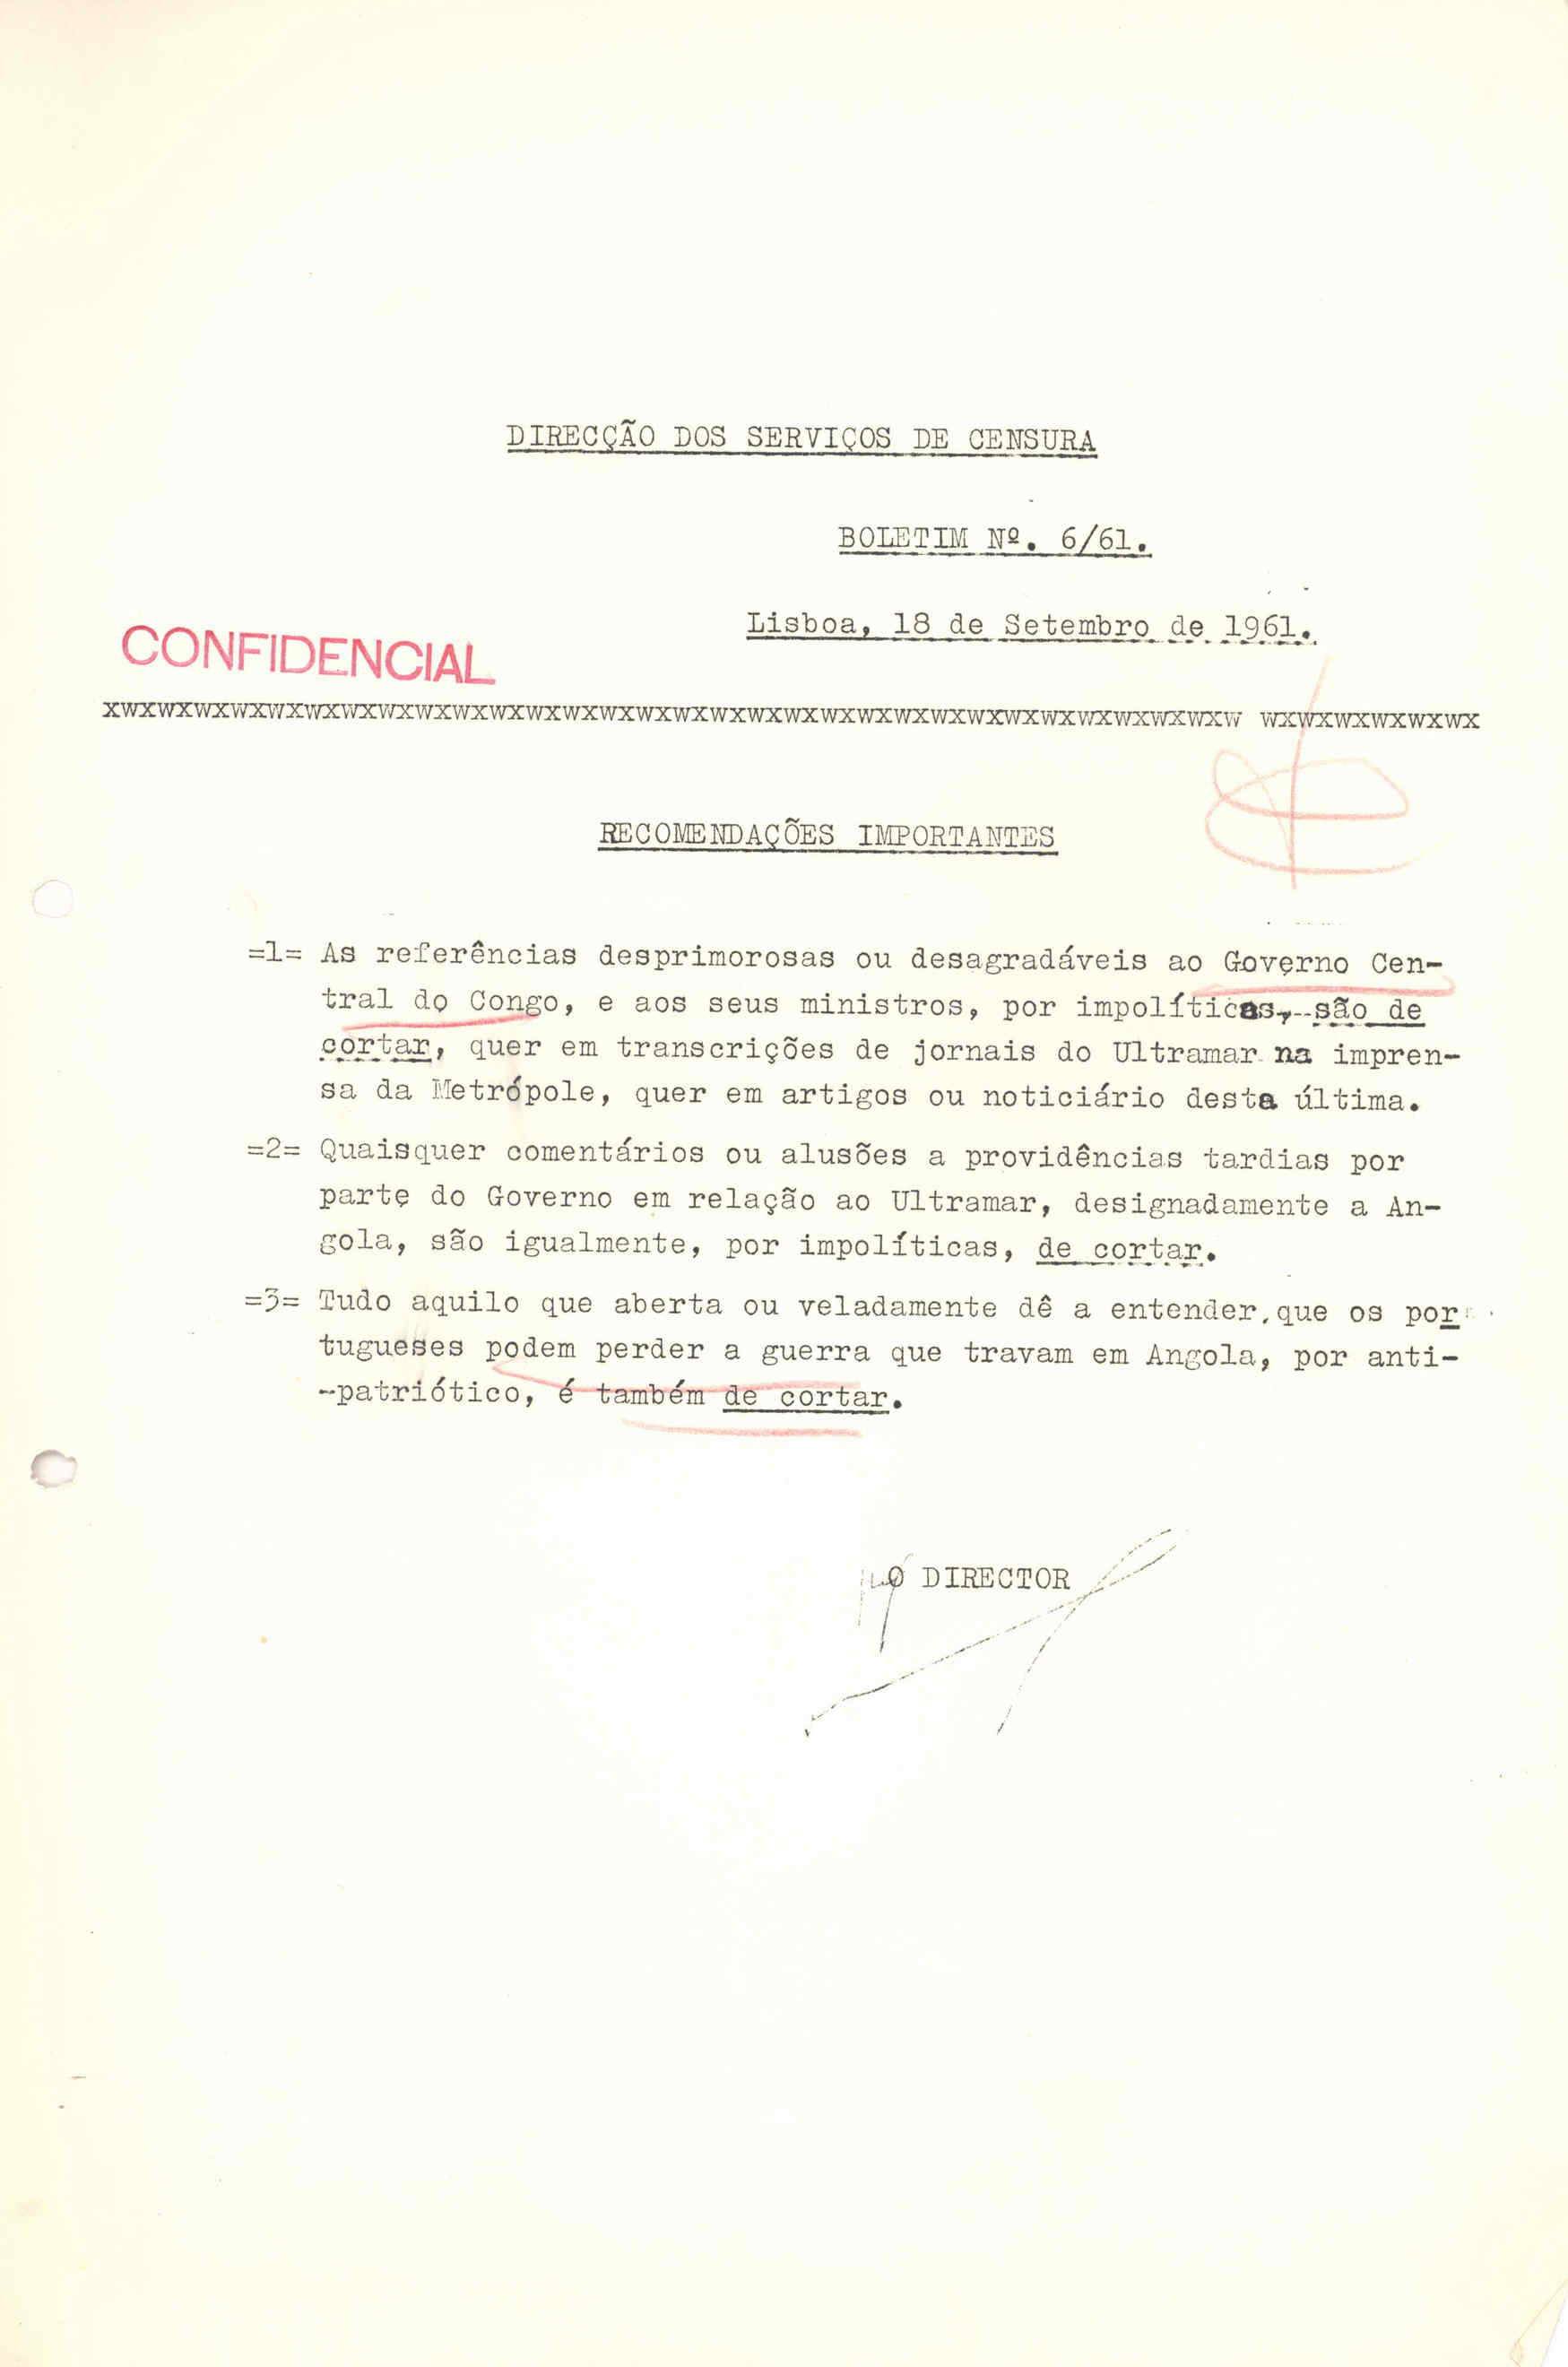 DIRECÇÃO DOS SERVIÇOS DE CENSURA
BOLETIM Nº. 6/61.
Lisboa, 18 de Setembro de 1961.
CONFIDENCIAL
xwxwxwxwxwxwxwxwxwxwxwxwxwxwxwxwxwxwxwxwxwxwxwxwxwxwxwxwxwxwxw wxwxwxwxwxwx
RECOMENDAÇÕES IMPORTANTES
=1= As referências desprimorosas ou desagradáveis ao Governo Cen-
tral do Congo, e aos seus ministros, por impolíticas, são de
cortar, quer em transcrições de jornais do Ultramar na impren-
sa da Metrópole, quer em artigos ou noticiário desta última.
=2= Quaisquer comentários ou alusões a providências tardias por
parte do Governo em relação ao Ultramar, designadamente a An-
gola, são igualmente, por impolíticas, de cortar.
=3= Tudo aquilo que aberta ou veladamente dê a entender,que os por
tugueses podem perder a guerra que travam em Angola, por anti-
-patriótico, é também de cortar.
O DIRECTOR